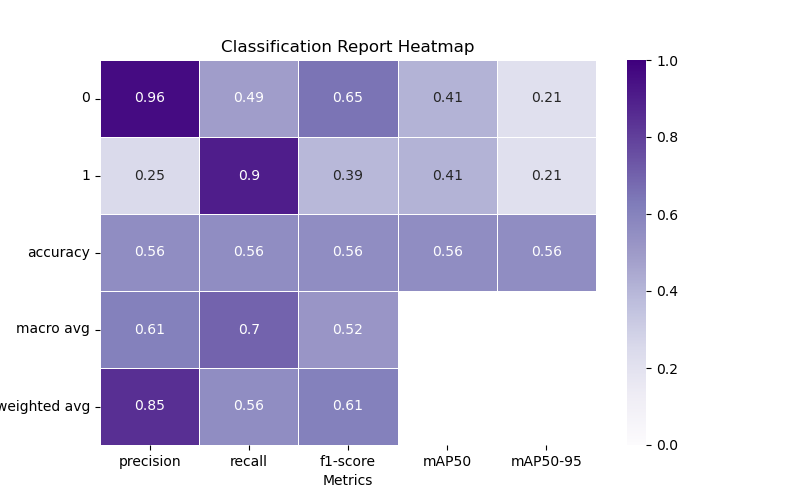 Classification Report Heatmap
0 0.96 0.49 0.65 0.41 0.21
1 0.25 0.9 0.39 0.41 0.21
accuracy 0.56 0.56 0.56 0.56 0.56
macro avg 0.61 0.7 0.52
weighted avg 0.85 0.56 0.61
precision recall f1-score mAP50 mAP50-95
Metrics
1.0
0.8
0.6
0.4
0.2
0.0